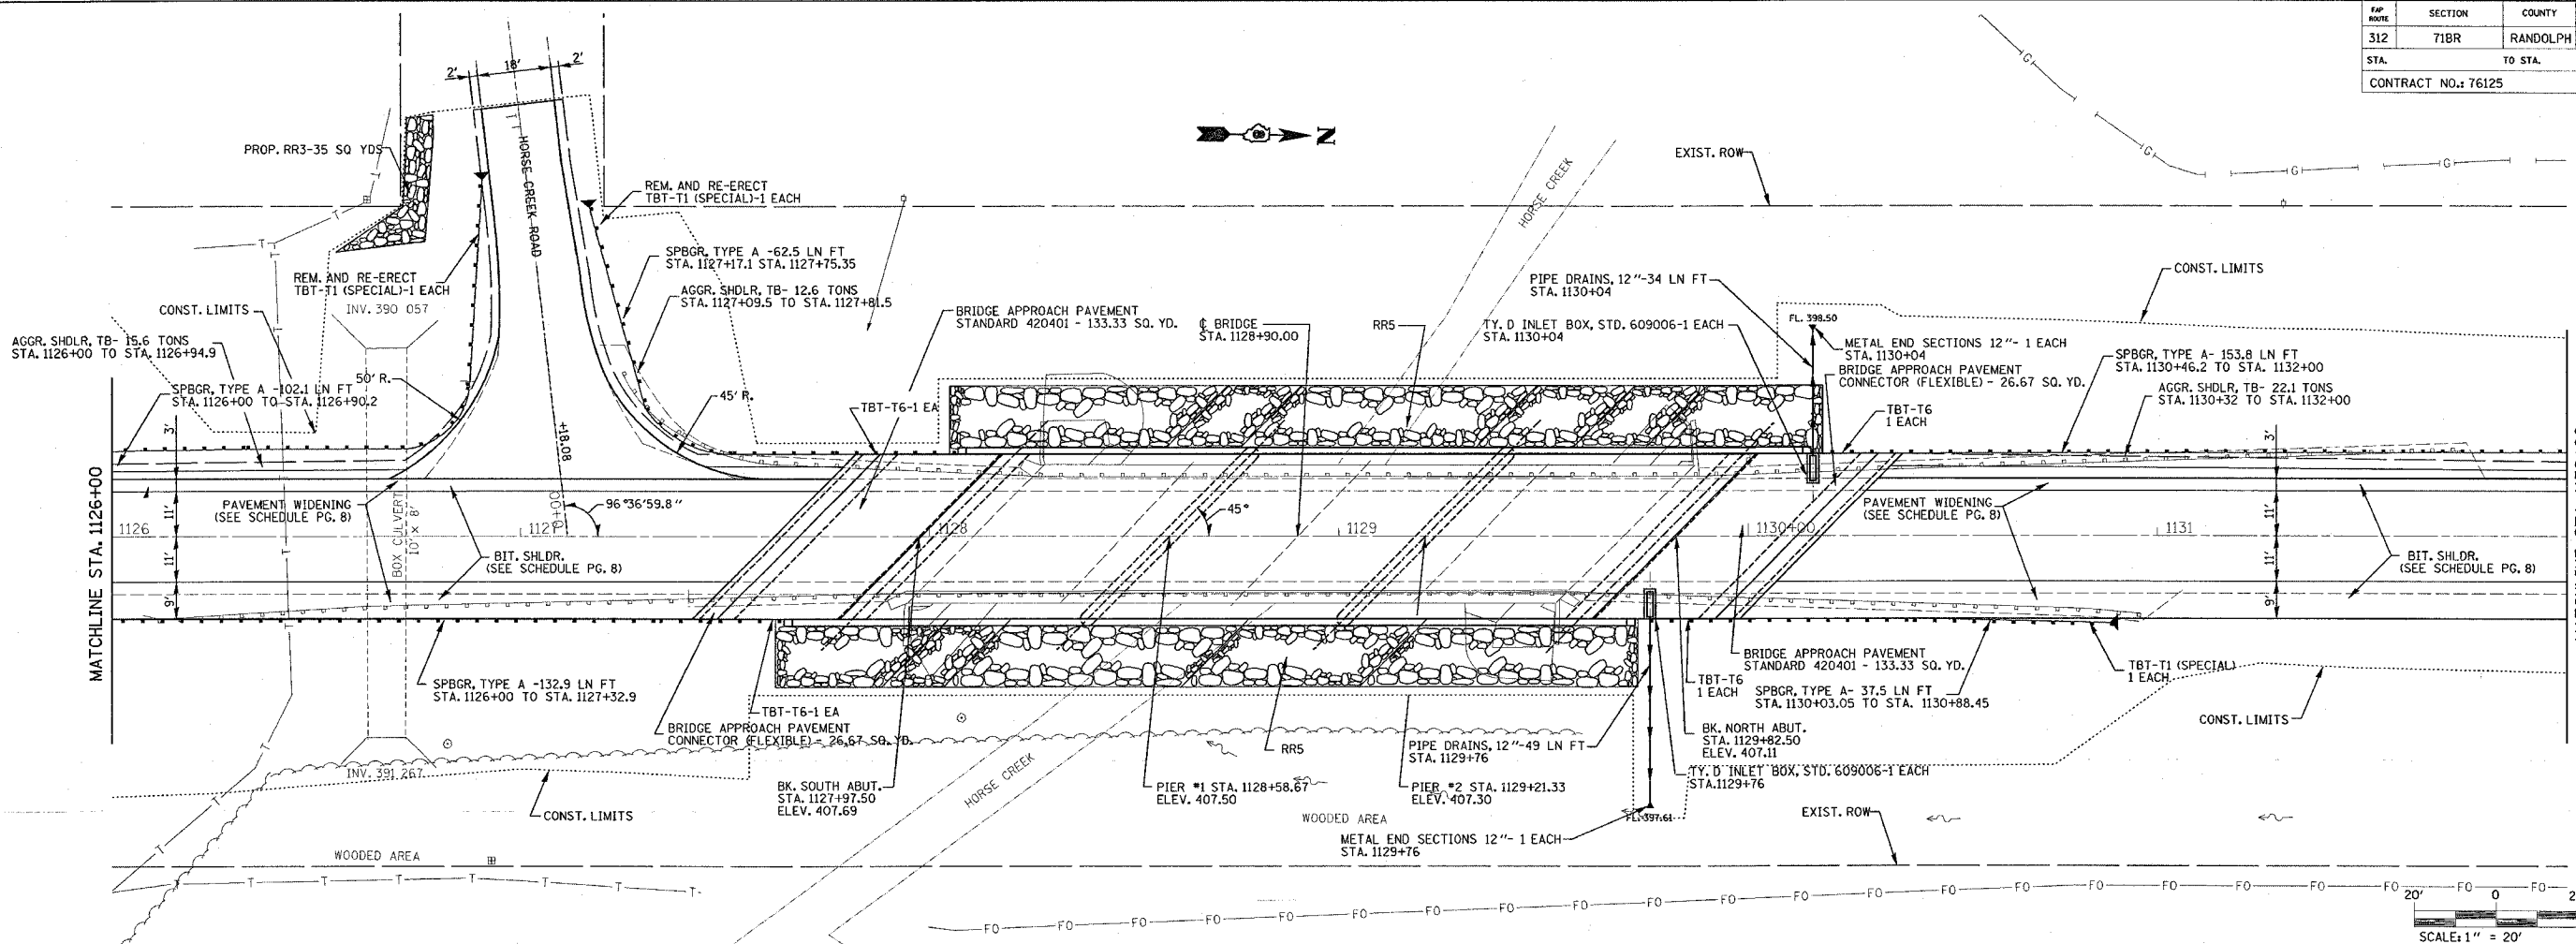 FAP ROUTE
SECTION
COUNTY
312
71BR
RANDOLPH
STA.
TO STA.
CONTRACT NO.: 76125
2'
18'
2'
HORSE CREEK ROAD
PROP. RR3-35 SQ YDS
N
HORSE CREEK
EXIST. ROW
REM. AND RE-ERECT
TBT-T1 (SPECIAL)-1 EACH
SPBGR, TYPE A -62.5 LN FT
STA. 1127+17.1 STA. 1127+75.35
AGGR. SHDLR, TB- 12.6 TONS
STA. 1127+09.5 TO STA. 1127+81.5
REM. AND RE-ERECT
TBT-T1 (SPECIAL)-1 EACH
INV. 390 057
CONST. LIMITS
AGGR. SHDLR, TB- 15.6 TONS
STA. 1126+00 TO STA. 1126+94.9
SPBGR, TYPE A -102.1 LN FT
STA. 1126+00 TO STA. 1126+90.2
50' R.
45' R.
BRIDGE APPROACH PAVEMENT
STANDARD 420401 - 133.33 SQ. YD.
TBT-T6-1 EA
℄ BRIDGE
STA. 1128+90.00
RR5
PIPE DRAINS, 12"-34 LN FT
STA. 1130+04
TY. D INLET BOX, STD. 609006-1 EACH
STA. 1130+04
FL. 398.50
METAL END SECTIONS 12"- 1 EACH
STA. 1130+04
BRIDGE APPROACH PAVEMENT
CONNECTOR (FLEXIBLE) - 26.67 SQ. YD.
CONST. LIMITS
SPBGR, TYPE A- 153.8 LN FT
STA. 1130+46.2 TO STA. 1132+00
AGGR. SHDLR, TB- 22.1 TONS
STA. 1130+32 TO STA. 1132+00
TBT-T6
1 EACH
MATCHLINE STA. 1126+00
3'
11'
11'
9'
PAVEMENT WIDENING
(SEE SCHEDULE PG. 8)
BOX CULVERT
10' X 8'
BIT. SHLDR.
(SEE SCHEDULE PG. 8)
+18.08
0+00
96°36'59.8"
45°
1126
1127
1128
1129
1130+00
1131
PAVEMENT WIDENING
(SEE SCHEDULE PG. 8)
3'
11'
11'
9'
BIT. SHLDR.
(SEE SCHEDULE PG. 8)
SPBGR, TYPE A -132.9 LN FT
STA. 1126+00 TO STA. 1127+32.9
TBT-T6-1 EA
BRIDGE APPROACH PAVEMENT
CONNECTOR (FLEXIBLE) - 26.67 SQ. YD.
INV. 391 267
CONST. LIMITS
BK. SOUTH ABUT.
STA. 1127+97.50
ELEV. 407.69
HORSE CREEK
PIER #1 STA. 1128+58.67
ELEV. 407.50
RR5
PIPE DRAINS, 12"-49 LN FT
STA. 1129+76
PIER #2 STA. 1129+21.33
ELEV. 407.30
WOODED AREA
METAL END SECTIONS 12"- 1 EACH
STA. 1129+76
FL. 397.61
TBT-T6
1 EACH
BRIDGE APPROACH PAVEMENT
STANDARD 420401 - 133.33 SQ. YD.
SPBGR, TYPE A- 37.5 LN FT
STA. 1130+03.05 TO STA. 1130+88.45
TBT-T1 (SPECIAL)
1 EACH
BK. NORTH ABUT.
STA. 1129+82.50
ELEV. 407.11
TY. D INLET BOX, STD. 609006-1 EACH
STA.1129+76
CONST. LIMITS
EXIST. ROW
WOODED AREA
20'
0
SCALE: 1" = 20'